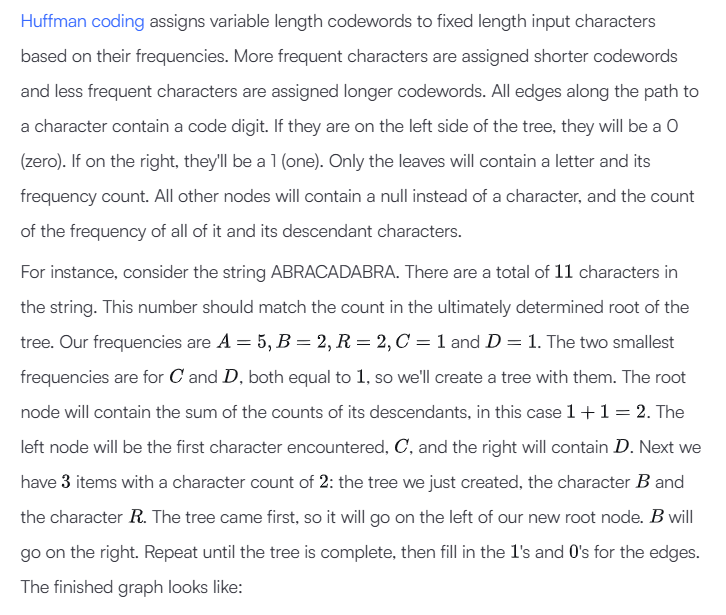 Huffman coding assigns variable length codewords to fixed length input characters
based on their frequencies. More frequent characters are assigned shorter codewords
and less frequent characters are assigned longer codewords. All edges along the path to
a character contain a code digit. If they are on the left side of the tree, they will be a 0
(zero). If on the right, they'll be a 1 (one). Only the leaves will contain a letter and its
frequency count. All other nodes will contain a null instead of a character, and the count
of the frequency of all of it and its descendant characters.
For instance, consider the string ABRACADABRA. There are a total of 11 characters in
the string. This number should match the count in the ultimately determined root of the
tree. Our frequencies are A = 5, B = 2, R = 2, C = 1 and D = 1. The two smallest
frequencies are for C and D, both equal to 1, so we'll create a tree with them. The root
node will contain the sum of the counts of its descendants, in this case 1 + 1 = 2. The
left node will be the first character encountered, C, and the right will contain D. Next we
have 3 items with a character count of 2: the tree we just created, the character B and
the character R. The tree came first, so it will go on the left of our new root node. B will
go on the right. Repeat until the tree is complete, then fill in the 1's and 0's for the edges.
The finished graph looks like: